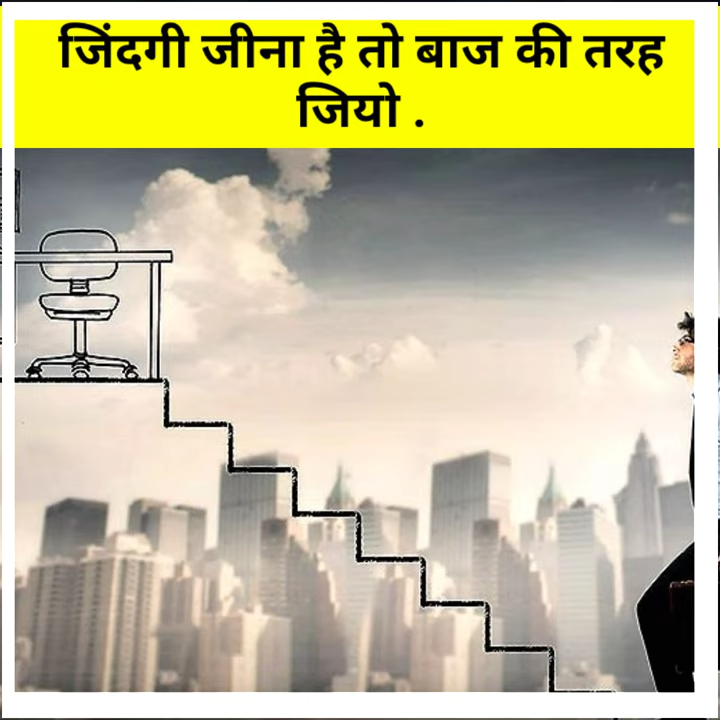 जिंदगी जीना है तो बाज की तरह
जियो .